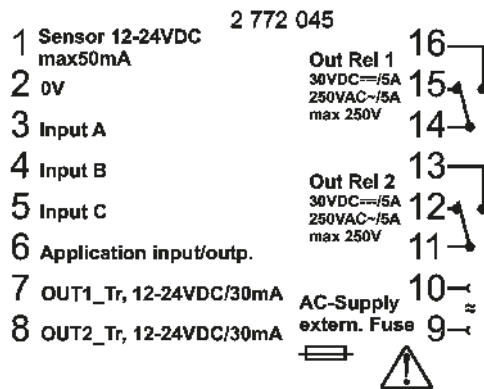 2 772 045
1 Sensor 12-24VDC
max50mA
2 0V
3 Input A
4 Input B
5 Input C
6 Application input/outp.
7 OUT1_Tr, 12-24VDC/30mA
8 OUT2_Tr, 12-24VDC/30mA
Out Rel 1
30VDC⎓/5A
250VAC~/5A
max 250V
16
15
14
Out Rel 2
30VDC⎓/5A
250VAC~/5A
max 250V
13
12
11
AC-Supply
extern. Fuse
10
≈
9
!